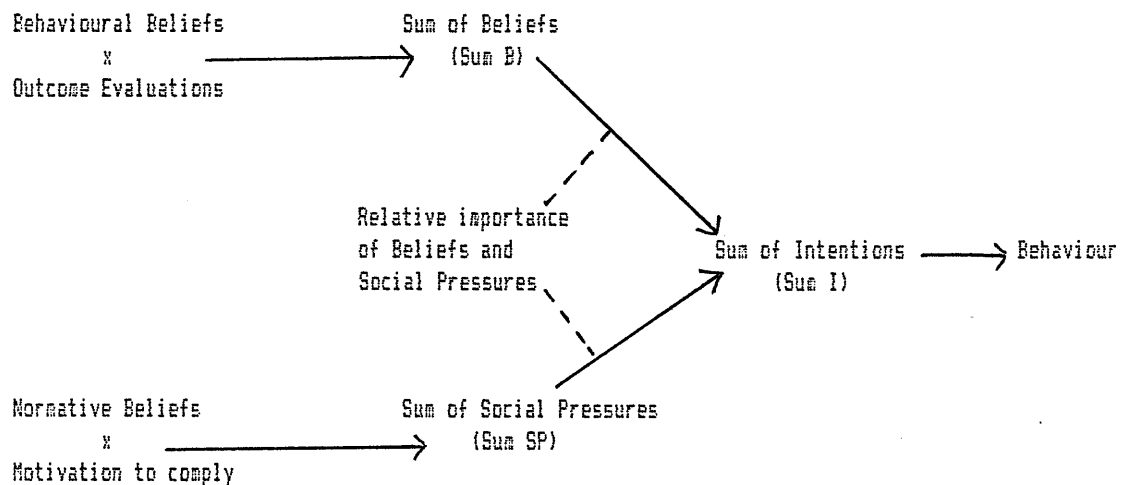 Behavioural Beliefs
x
Outcome Evaluations
Sum of Beliefs
(Sum B)
Relative importance
of Beliefs and
Social Pressures
Sum of Intentions
(Sum I)
Behaviour
Normative Beliefs
x
Motivation to comply
Sum of Social Pressures
(Sum SP)